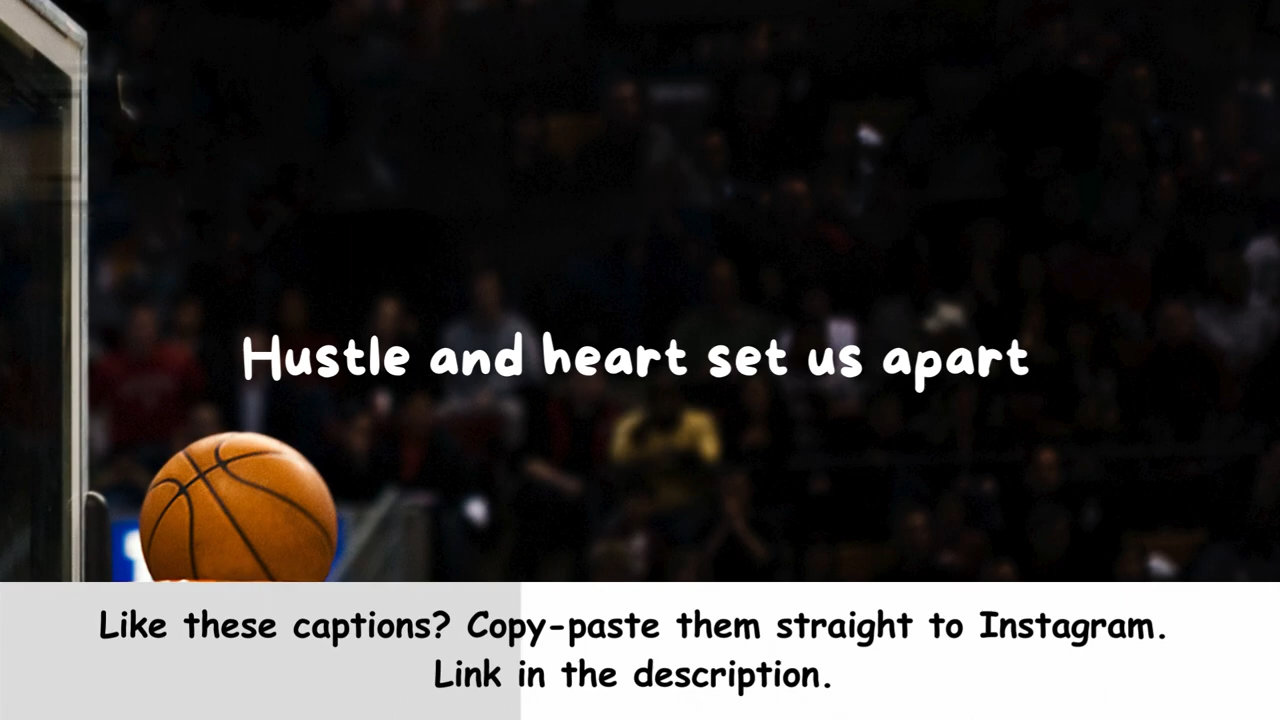 Hustle and heart set us apart
Like these captions? Copy-paste them straight to Instagram.
Link in the description.